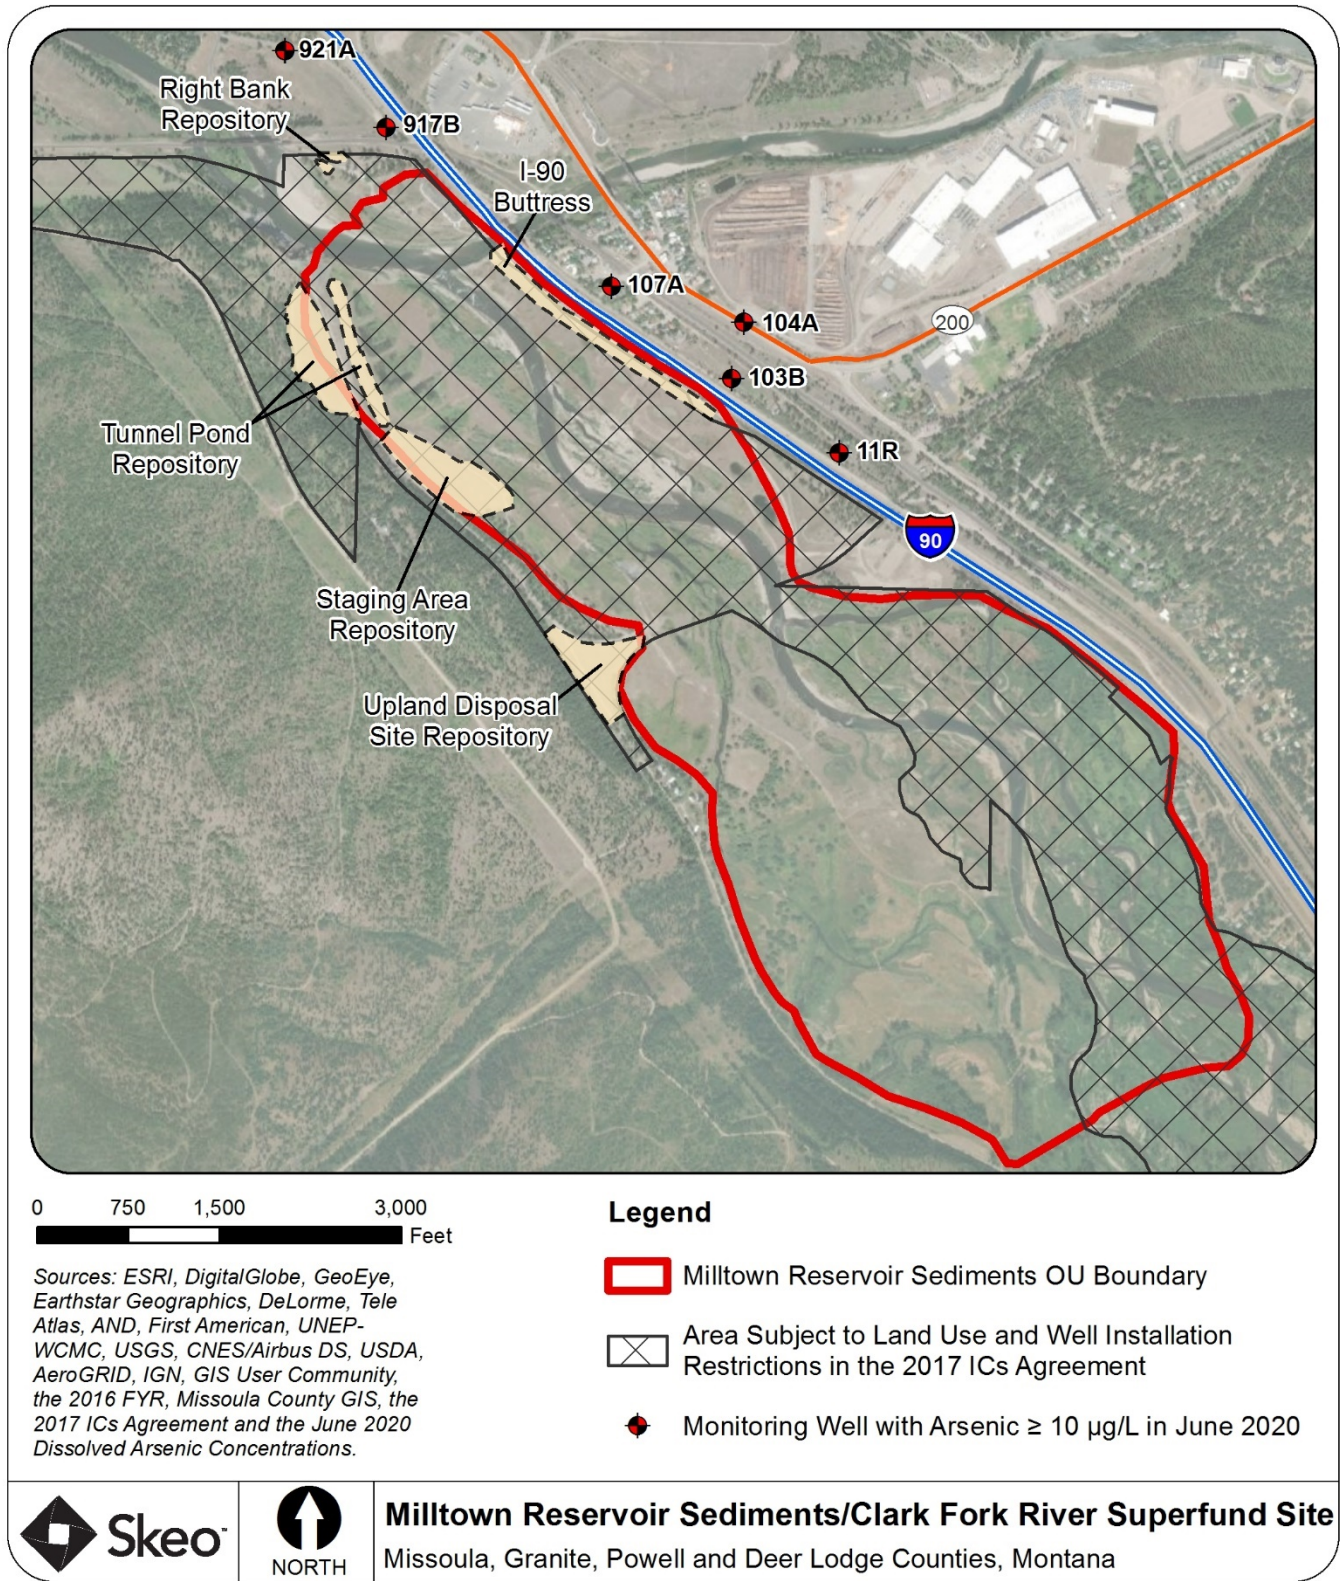 921A
Right Bank
Repository
917B
I-90
Buttress
107A
104A
200
103B
11R
Tunnel Pond
Repository
90
Staging Area
Repository
Upland Disposal
Site Repository
0 750 1,500 3,000
Feet
Sources: ESRI, DigitalGlobe, GeoEye,
Earthstar Geographics, DeLorme, Tele
Atlas, AND, First American, UNEP-
WCMC, USGS, CNES/Airbus DS, USDA,
AeroGRID, IGN, GIS User Community,
the 2016 FYR, Missoula County GIS, the
2017 ICs Agreement and the June 2020
Dissolved Arsenic Concentrations.
Legend
Milltown Reservoir Sediments OU Boundary
Area Subject to Land Use and Well Installation
Restrictions in the 2017 ICs Agreement
Monitoring Well with Arsenic ≥ 10 µg/L in June 2020
Skeo™
NORTH
Milltown Reservoir Sediments/Clark Fork River Superfund Site
Missoula, Granite, Powell and Deer Lodge Counties, Montana